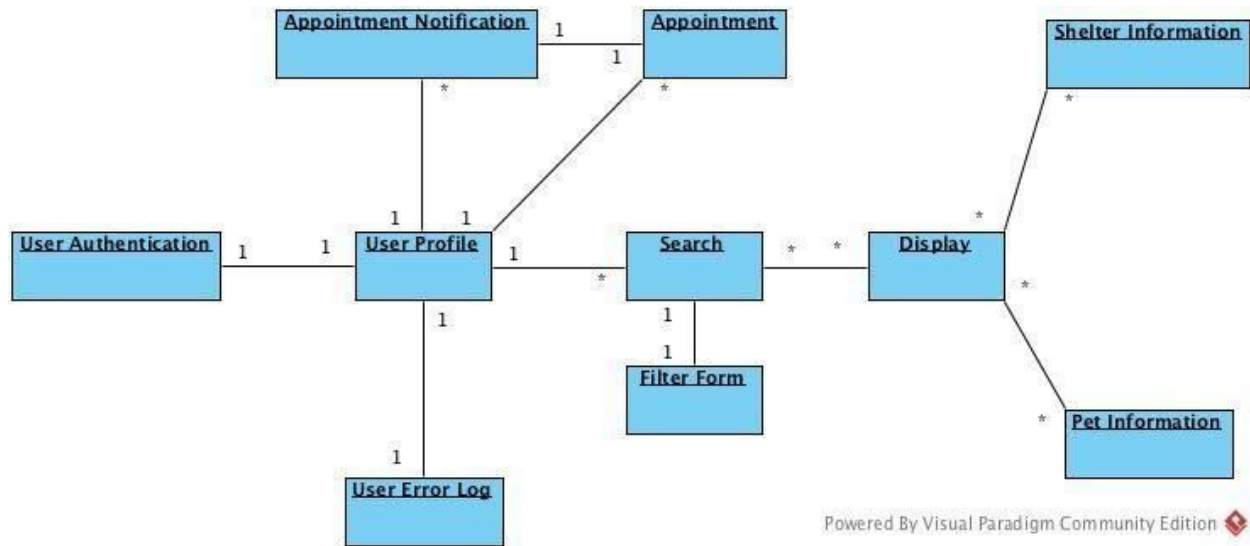 Appointment Notification
1
1
Appointment
Shelter Information
*
*
*
1
1
*
User Authentication
1
1
User Profile
1
*
Search
*
*
Display
*
1
1
1
Filter Form
*
Pet Information
1
User Error Log
Powered By Visual Paradigm Community Edition